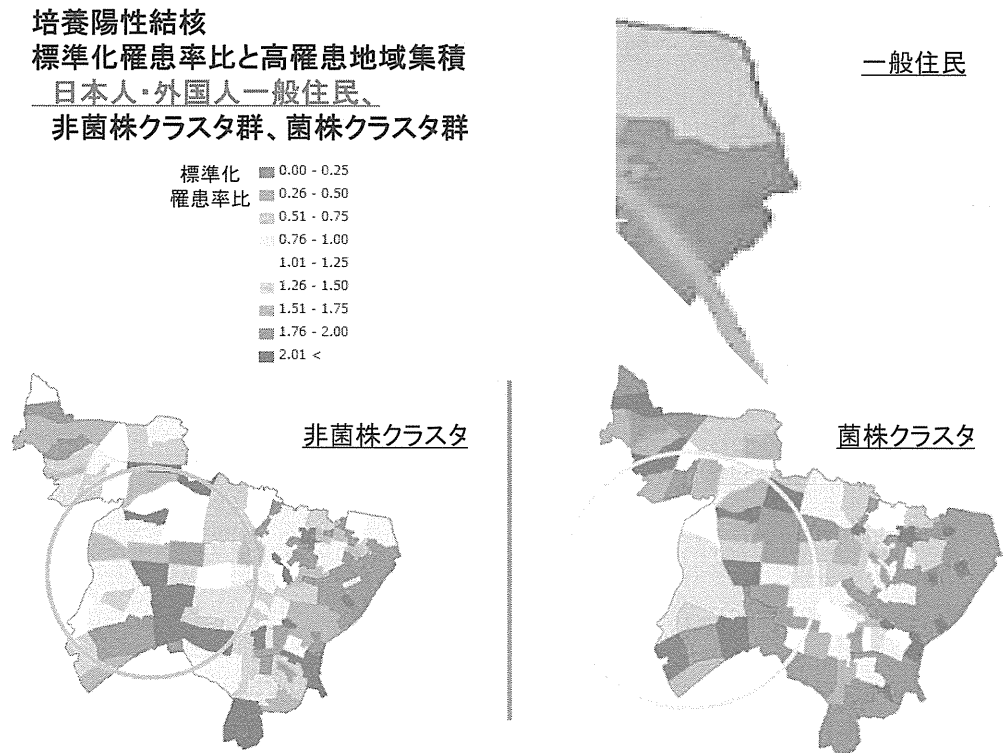 培養陽性結核
標準化罹患率比と高罹患地域集積
日本人・外国人一般住民、
非菌株クラスタ群、菌株クラスタ群
一般住民
標準化
罹患率比
0.00 - 0.25
0.26 - 0.50
0.51 - 0.75
0.76 - 1.00
1.01 - 1.25
1.26 - 1.50
1.51 - 1.75
1.76 - 2.00
2.01 <
非菌株クラスタ
菌株クラスタ